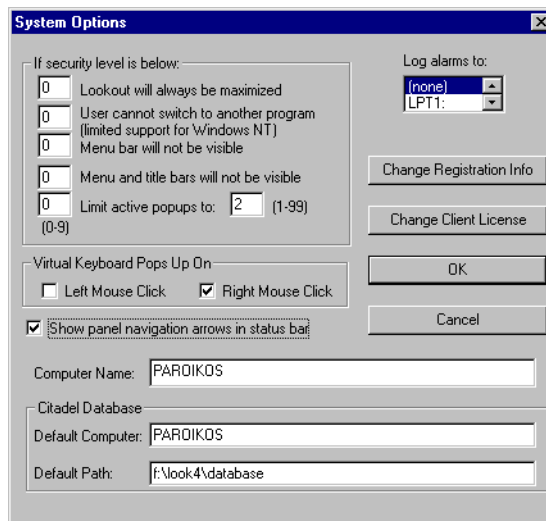 System Options
If security level is below:
0 Lookout will always be maximized
0 User cannot switch to another program
(limited support for Windows NT)
0 Menu bar will not be visible
0 Menu and title bars will not be visible
0 Limit active popups to: 2 (1-99)
(0-9)
Log alarms to:
(none)
LPT1:
Change Registration Info
Change Client License
OK
Cancel
Virtual Keyboard Pops Up On
Left Mouse Click Right Mouse Click
Show panel navigation arrows in status bar
Computer Name: PAROIKOS
Citadel Database
Default Computer: PAROIKOS
Default Path: f:\look4\database